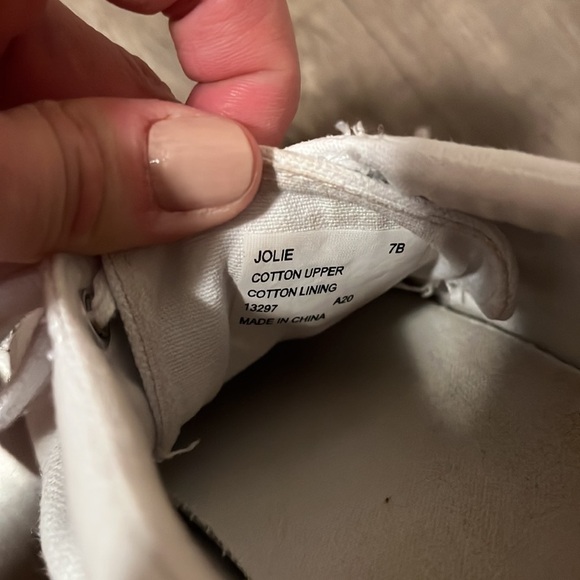 JOLIE 7B
COTTON UPPER
COTTON LINING
13297 A20
MADE IN CHINA